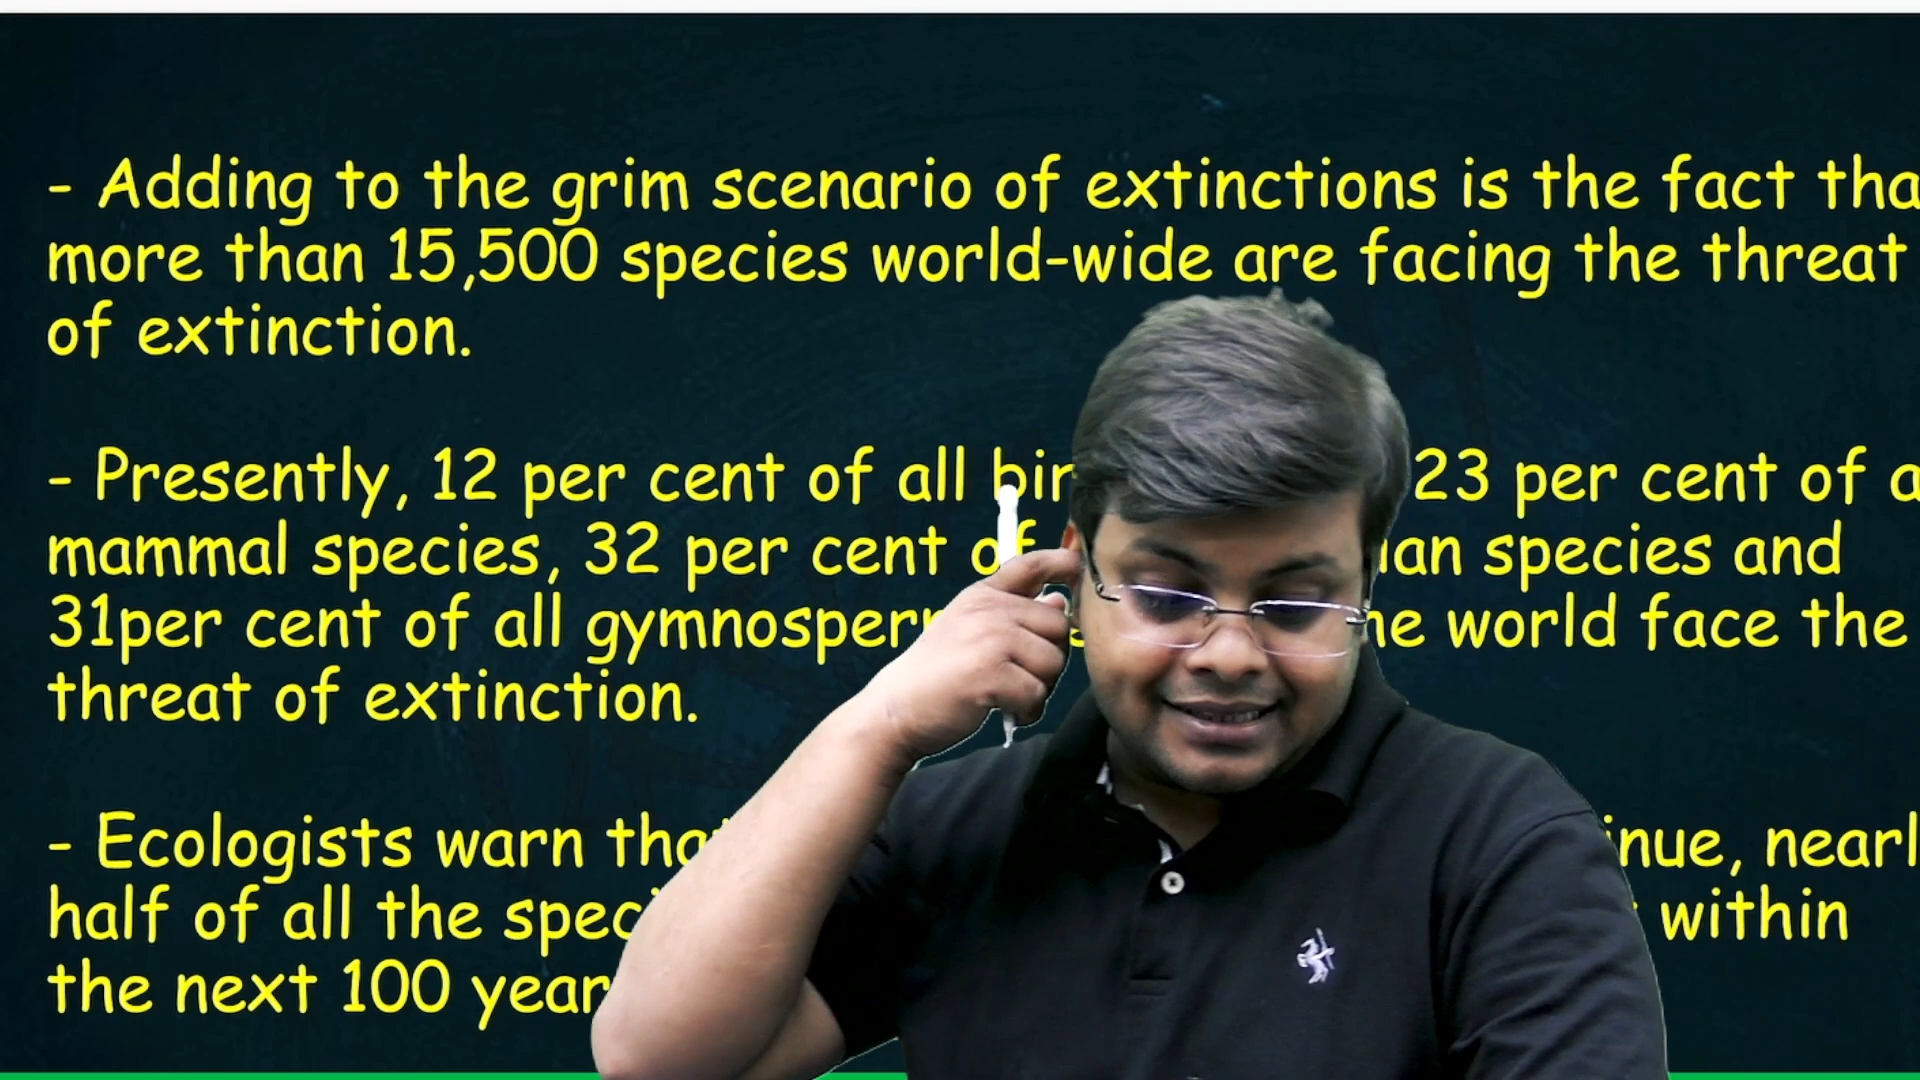 - Adding to the grim scenario of extinctions is the fact tha
more than 15,500 species world-wide are facing the threat
of extinction.
- Presently, 12 per cent of all bir 23 per cent of a
mammal species, 32 per cent of ian species and
31per cent of all gymnosper he world face the
threat of extinction.
- Ecologists warn tha inue, nearl
half of all the spec within
the next 100 year